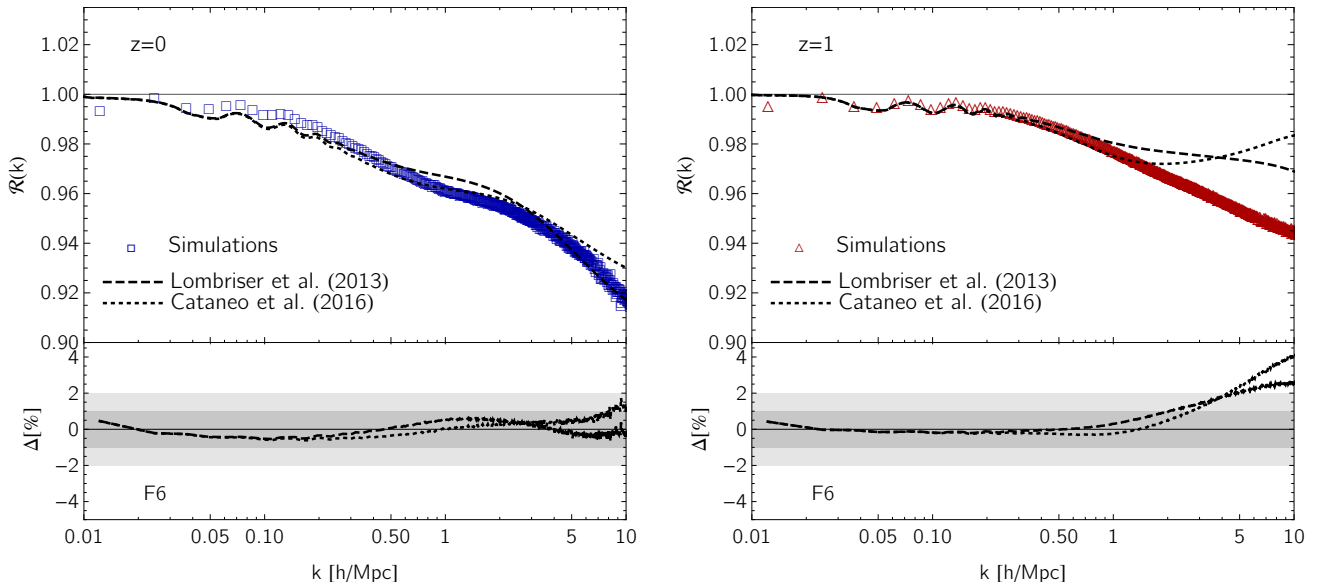 z=0
1.02
1.00
0.98
0.96
0.94
0.92
0.90
ℛ(k)
Simulations
Lombriser et al. (2013)
Cataneo et al. (2016)
4
2
0
−2
−4
Δ[%]
F6
0.01 0.05 0.10 0.50 1 5 10
k [h/Mpc]
z=1
1.02
1.00
0.98
0.96
0.94
0.92
0.90
ℛ(k)
Simulations
Lombriser et al. (2013)
Cataneo et al. (2016)
4
2
0
−2
−4
Δ[%]
F6
0.01 0.05 0.10 0.50 1 5 10
k [h/Mpc]